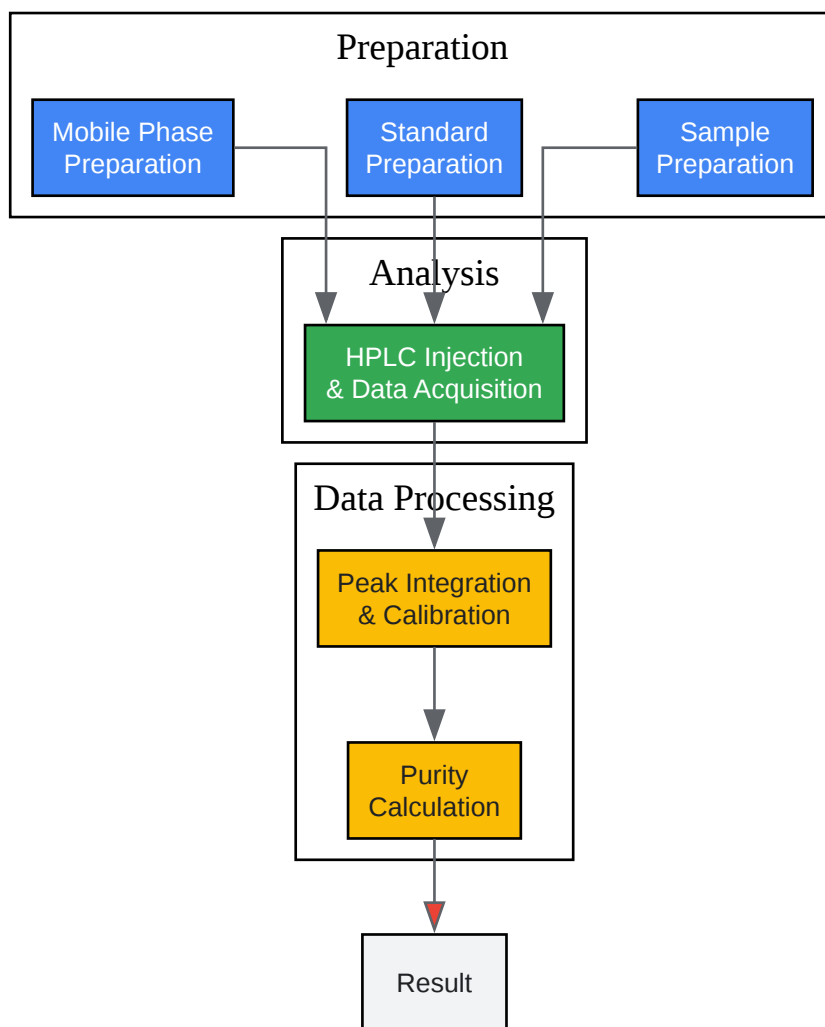 Preparation
Mobile Phase
Preparation
Standard
Preparation
Sample
Preparation
Analysis
HPLC Injection
& Data Acquisition
Data Processing
Peak Integration
& Calibration
Purity
Calculation
Result